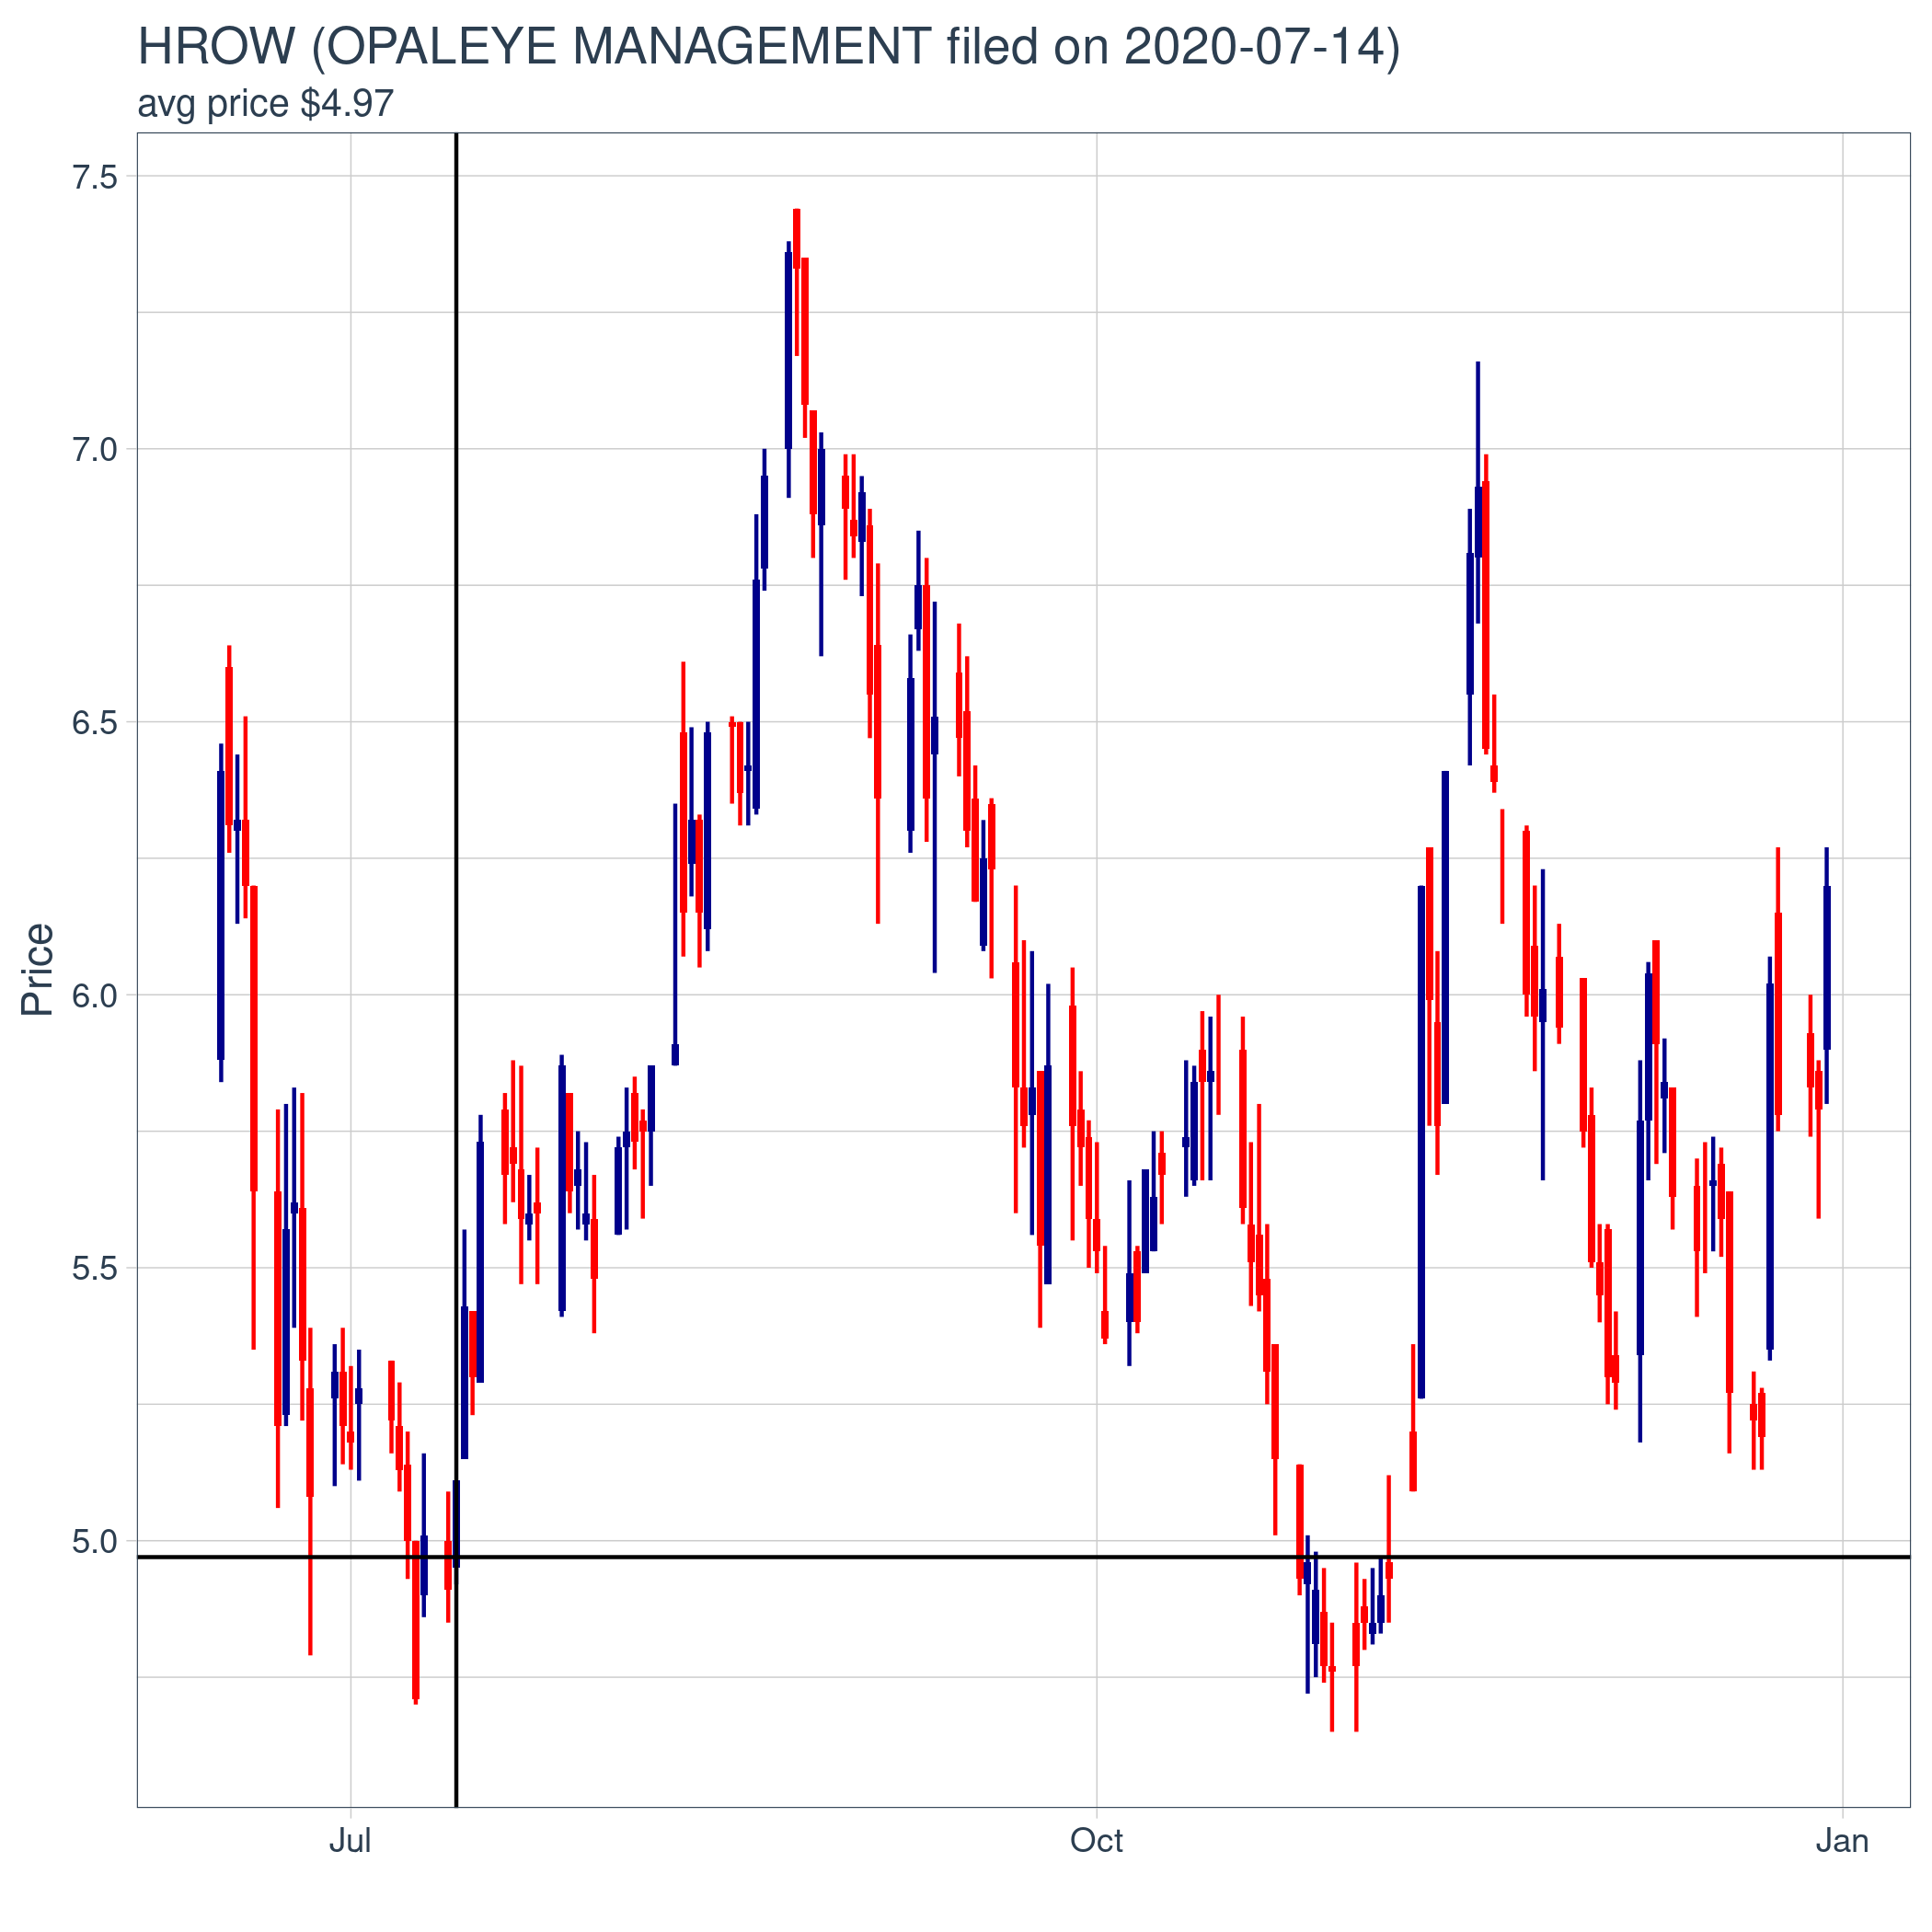 HROW (OPALEYE MANAGEMENT filed on 2020-07-14)
avg price $4.97
7.5
7.0
6.5
6.0
5.5
5.0
Price
Jul
Oct
Jan